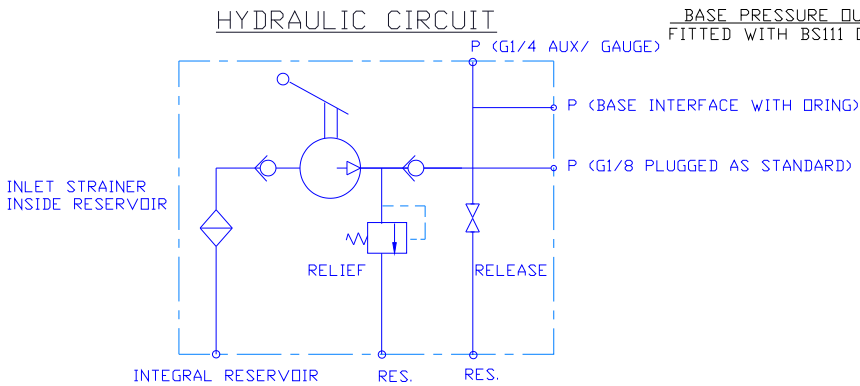 HYDRAULIC CIRCUIT
BASE PRESSURE OU
FITTED WITH BS111 O
P (G1/4 AUX/ GAUGE)
P (BASE INTERFACE WITH ORING)
P (G1/8 PLUGGED AS STANDARD)
INLET STRAINER
INSIDE RESERVOIR
RELIEF
RELEASE
INTEGRAL RESERVOIR
RES.
RES.